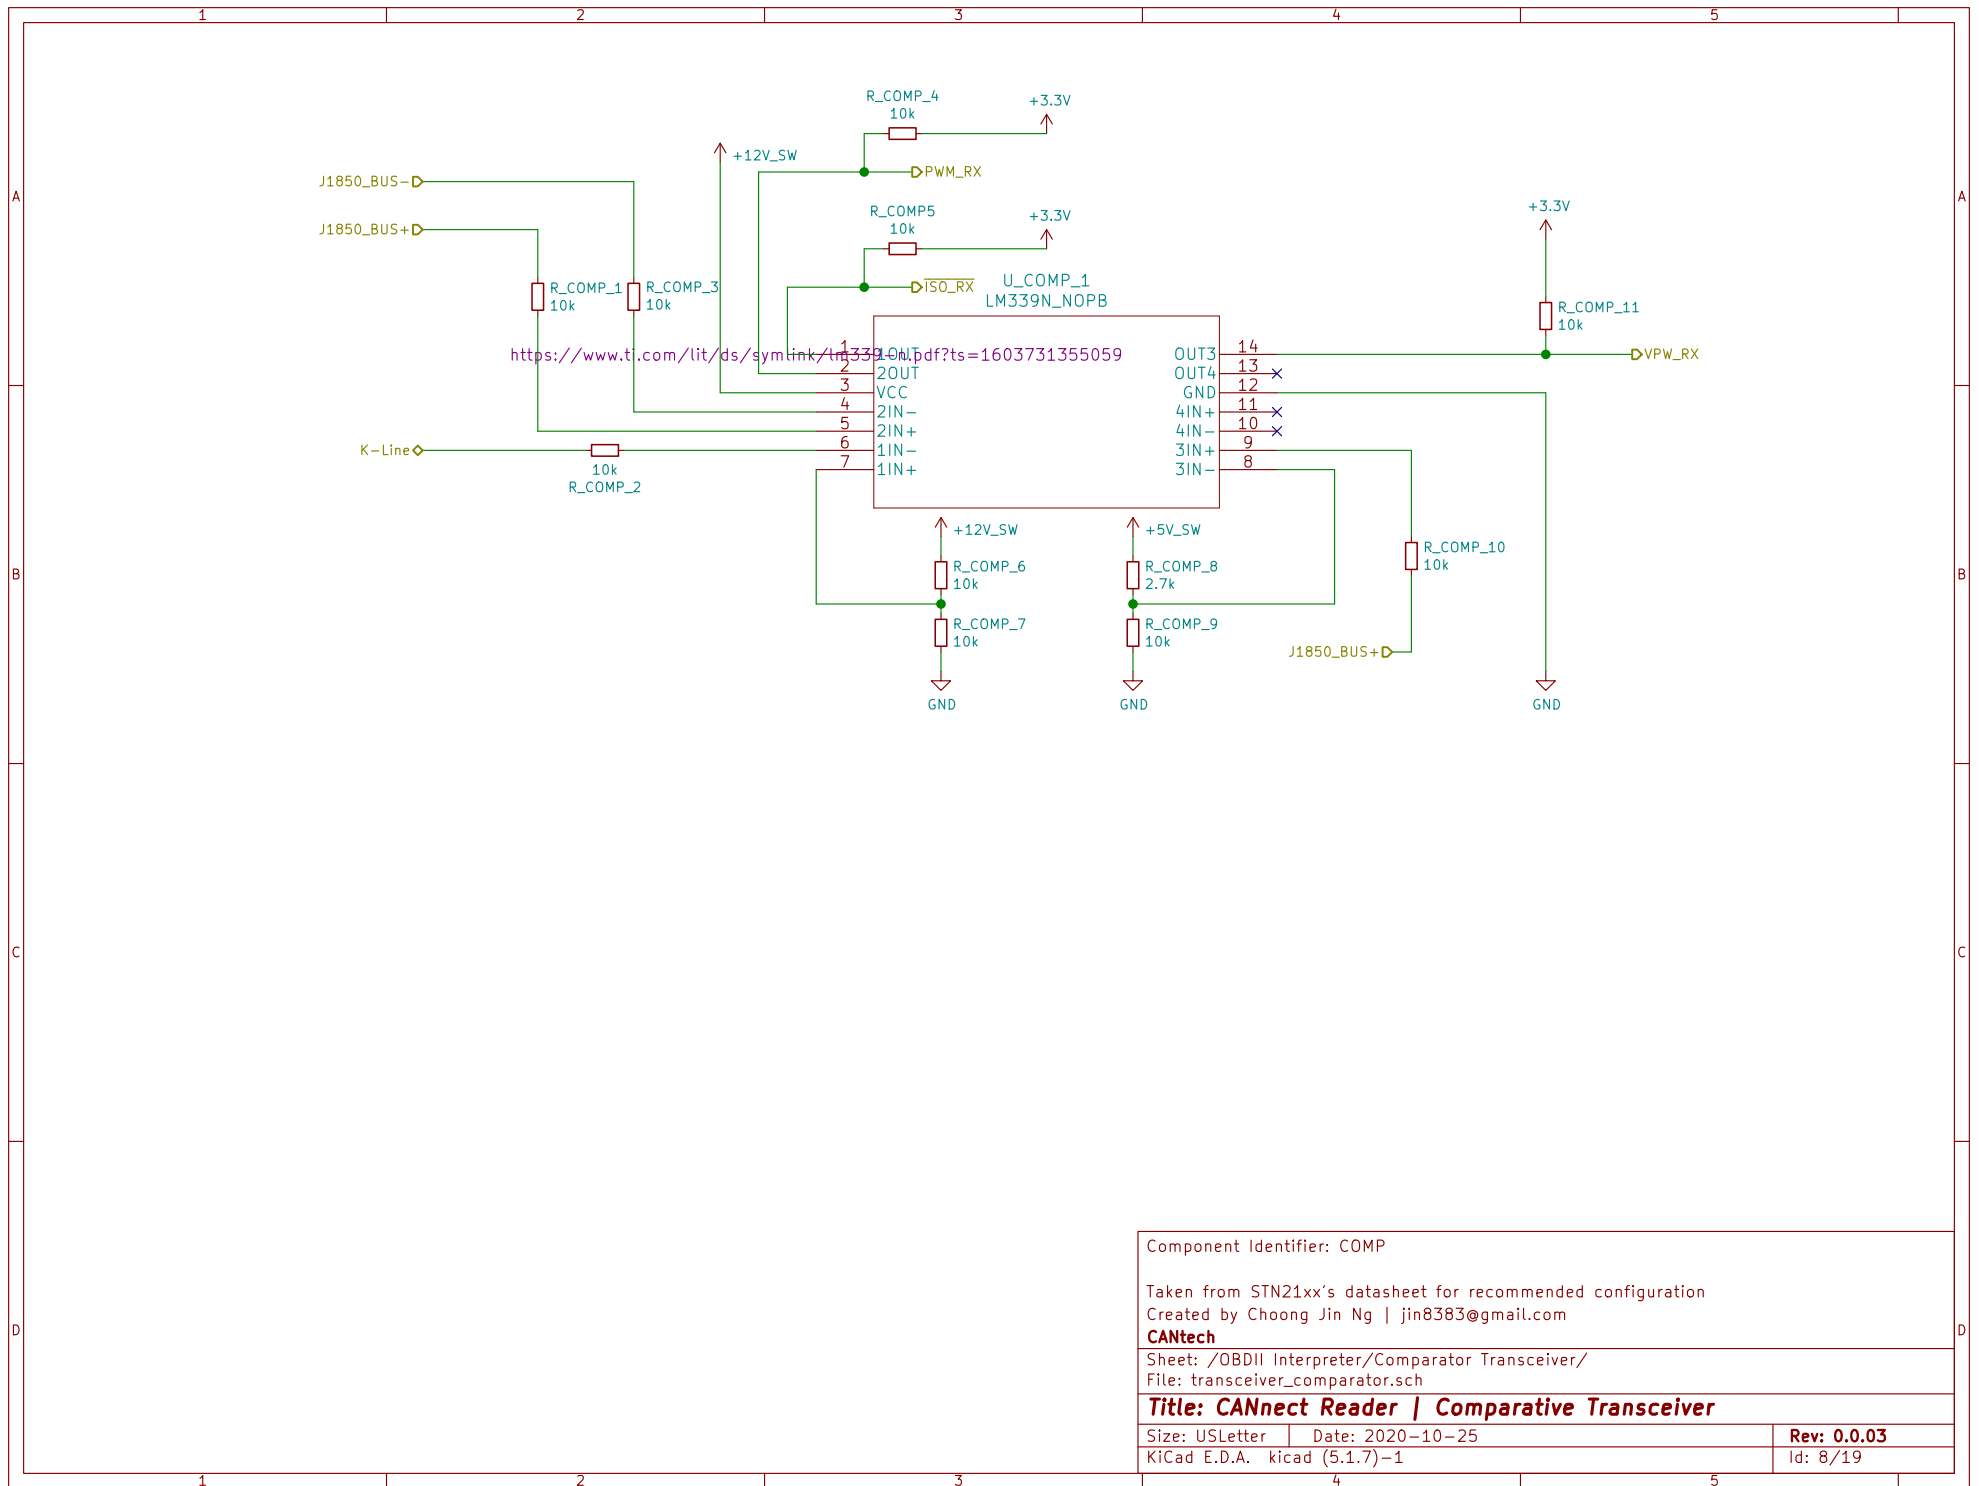 1 2 3 4 5
R_COMP_4
10k
+3.3V
+12V_SW
PWM_RX
J1850_BUS-
A
A
J1850_BUS+
R_COMP5
10k
+3.3V
+3.3V
ISO_RX
U_COMP_1
LM339N_NOPB
R_COMP_1
10k
R_COMP_3
10k
R_COMP_11
10k
https://www.ti.com/lit/ds/symlink/lm339-n.pdf?ts=1603731355059
1 1OUT
2 2OUT
3 VCC
4 2IN-
5 2IN+
6 1IN-
7 1IN+
OUT3 14
OUT4 13
GND 12
4IN+ 11
4IN- 10
3IN+ 9
3IN- 8
VPW_RX
K-Line
10k
R_COMP_2
+12V_SW
+5V_SW
R_COMP_6
10k
R_COMP_8
2.7k
R_COMP_10
10k
B
B
R_COMP_7
10k
R_COMP_9
10k
J1850_BUS+
GND
GND
GND
C
C
D
D
Component Identifier: COMP
Taken from STN21xx's datasheet for recommended configuration
Created by Choong Jin Ng | jin8383@gmail.com
CANtech
Sheet: /OBDII Interpreter/Comparator Transceiver/
File: transceiver_comparator.sch
Title: CANnect Reader | Comparative Transceiver
Size: USLetter Date: 2020-10-25 Rev: 0.0.03
KiCad E.D.A. kicad (5.1.7)-1 Id: 8/19
1 2 3 4 5